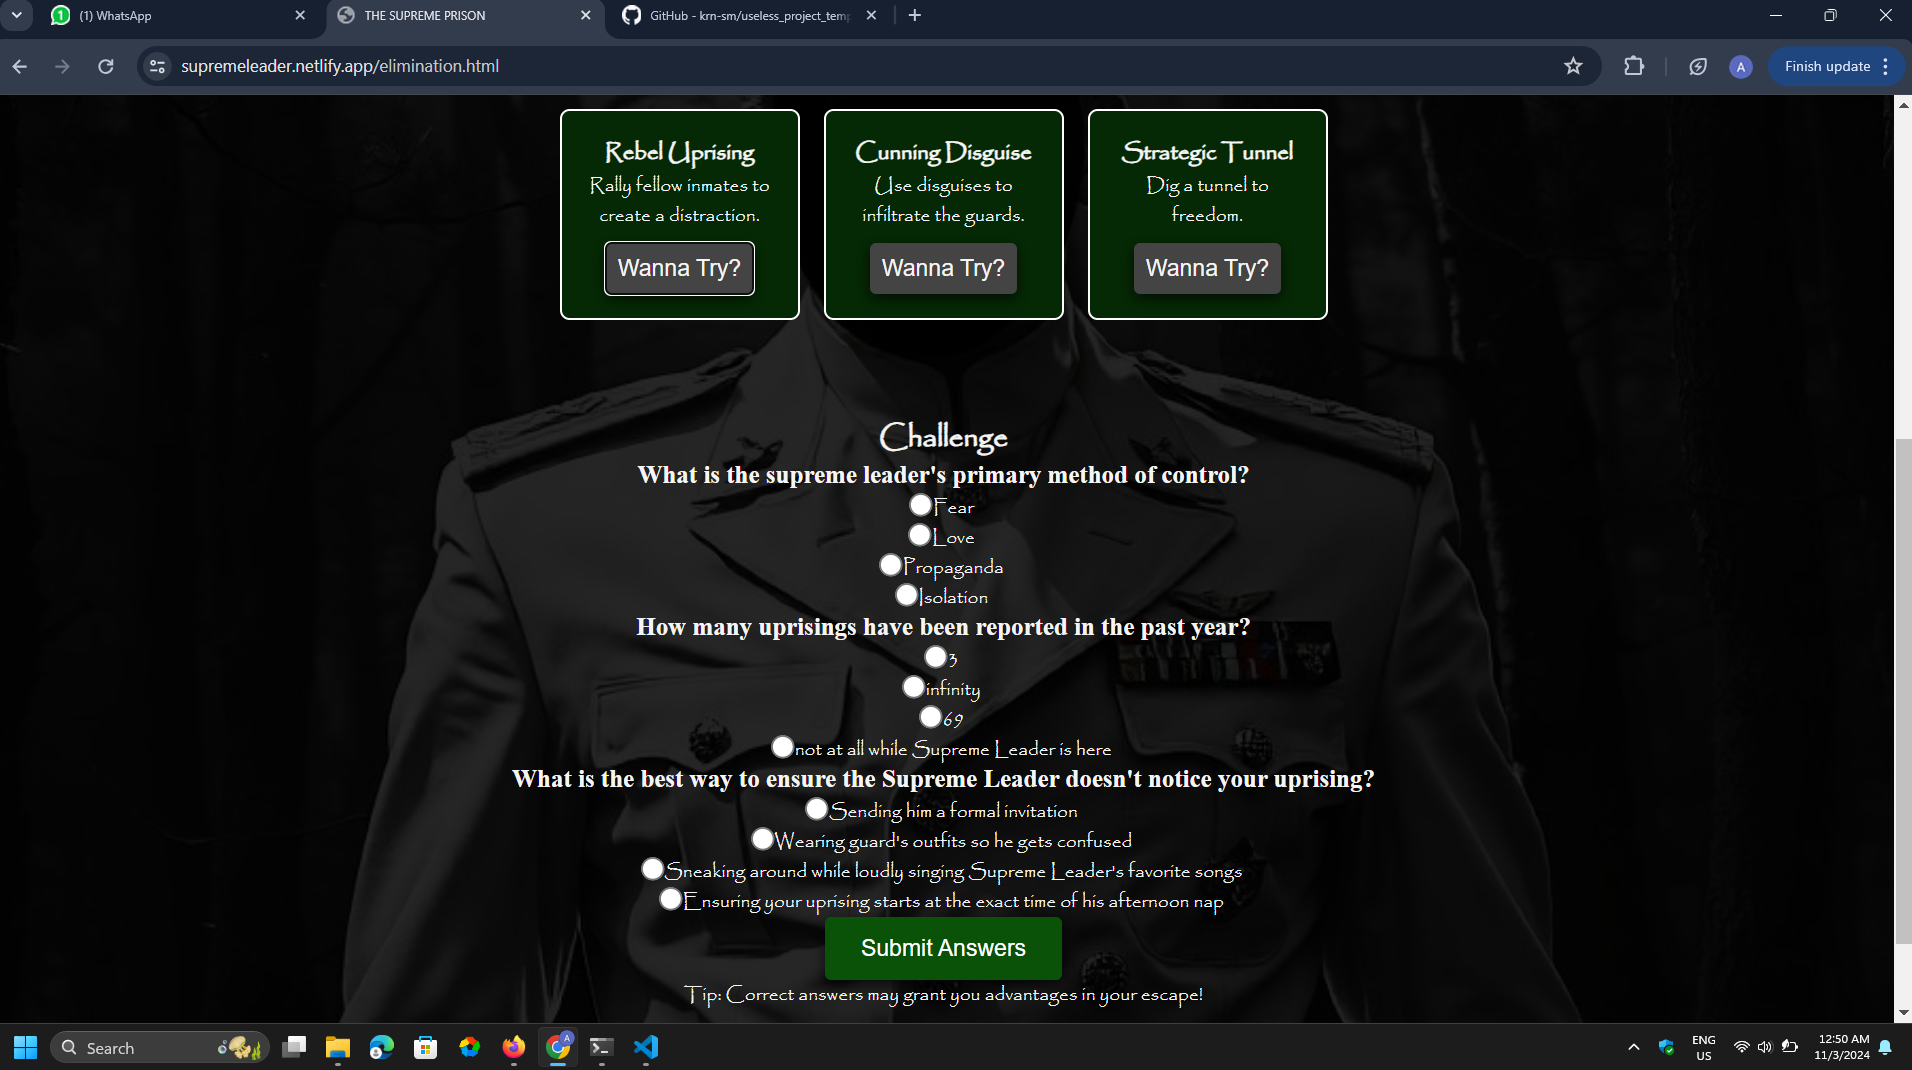 (1) WhatsApp
THE SUPREME PRISON
GitHub - krn-sm/useless_project_temp
supremeleader.netlify.app/elimination.html
A
Finish update
Rebel Uprising
Rally fellow inmates to
create a distraction.
Wanna Try?
Cunning Disguise
Use disguises to
infiltrate the guards.
Wanna Try?
Strategic Tunnel
Dig a tunnel to
freedom.
Wanna Try?
Challenge
What is the supreme leader's primary method of control?
Fear
Love
Propaganda
Isolation
How many uprisings have been reported in the past year?
3
infinity
69
not at all while Supreme Leader is here
What is the best way to ensure the Supreme Leader doesn't notice your uprising?
Sending him a formal invitation
Wearing guard's outfits so he gets confused
Sneaking around while loudly singing Supreme Leader's favorite songs
Ensuring your uprising starts at the exact time of his afternoon nap
Submit Answers
Tip: Correct answers may grant you advantages in your escape!
Search
ENG
US
12:50 AM
11/3/2024